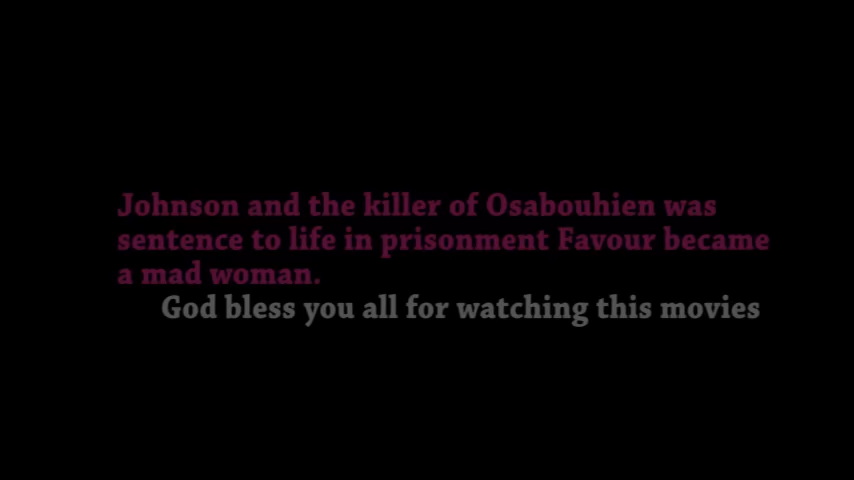 Johnson and the killer of Osabouhien was
sentence to life in prisonment Favour became
a mad woman.
God bless you all for watching this movies